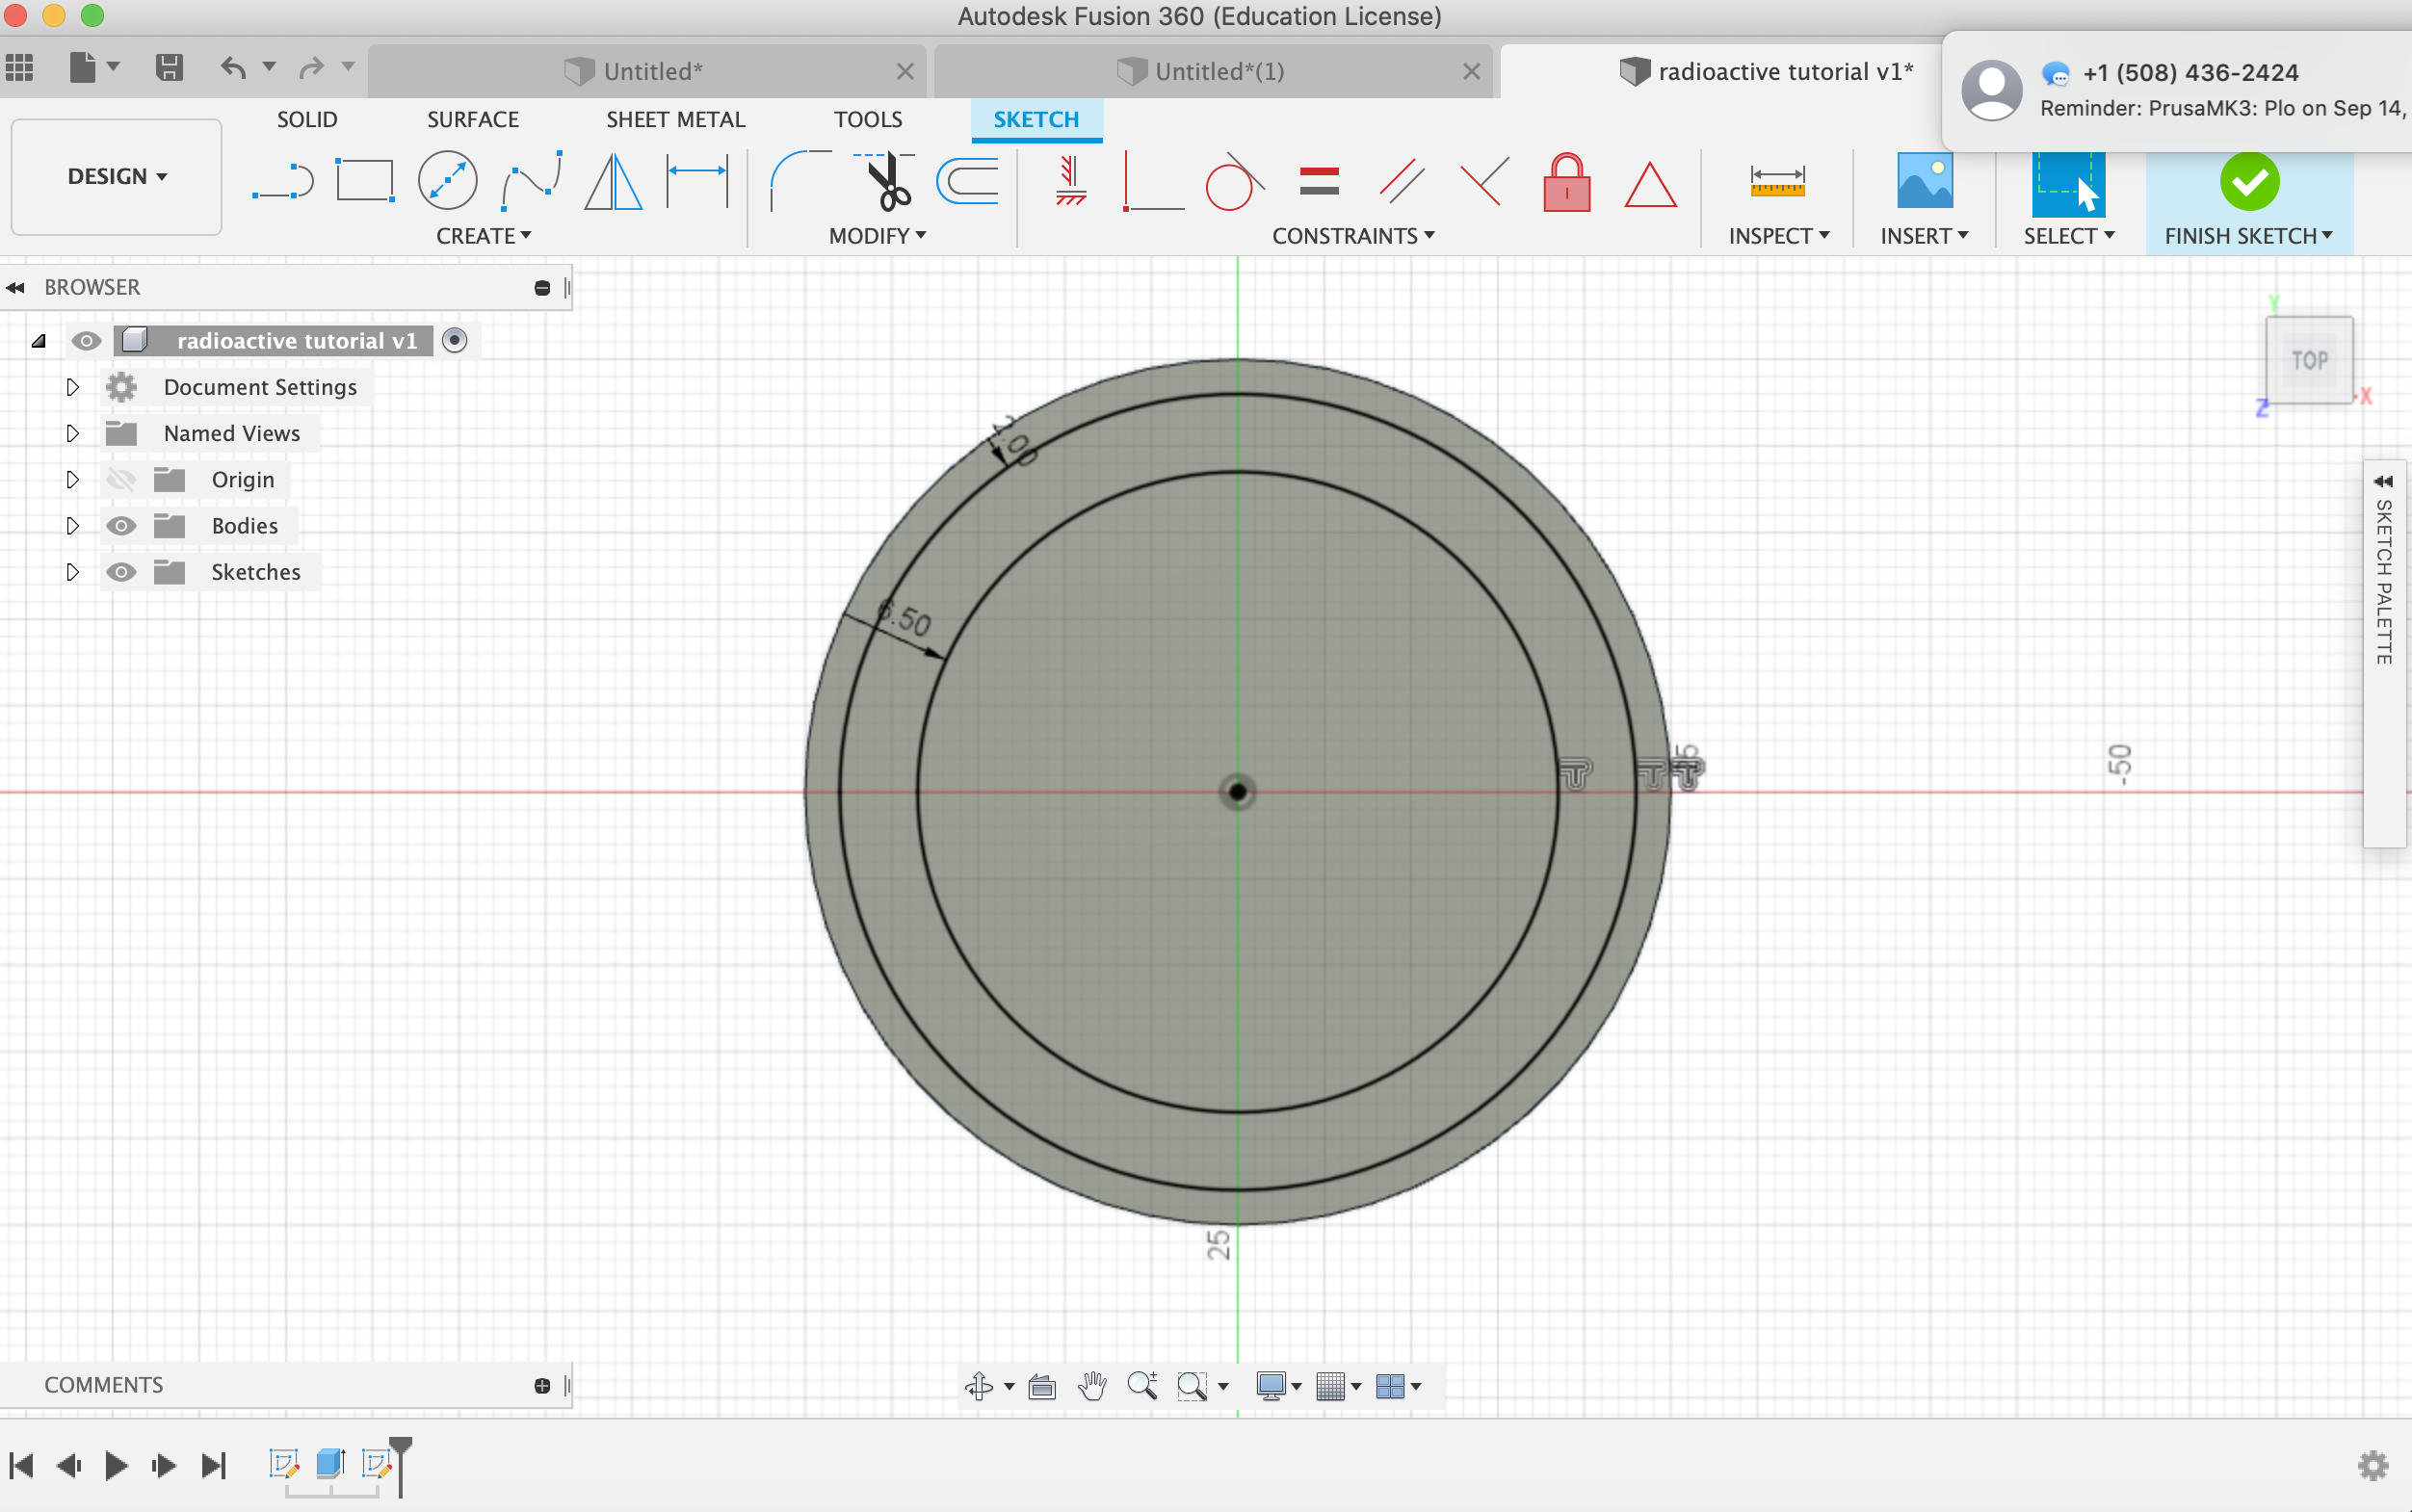 Autodesk Fusion 360 (Education License)
Untitled*
Untitled*(1)
radioactive tutorial v1*
+1 (508) 436-2424
Reminder: PrusaMK3: Plo on Sep 14,
SOLID
SURFACE
SHEET METAL
TOOLS
SKETCH
DESIGN
CREATE
MODIFY
CONSTRAINTS
INSPECT
INSERT
SELECT
FINISH SKETCH
BROWSER
radioactive tutorial v1
Document Settings
Named Views
Origin
Bodies
Sketches
Y
TOP
X
Z
SKETCH PALETTE
2.00
6.50
-50
25
COMMENTS